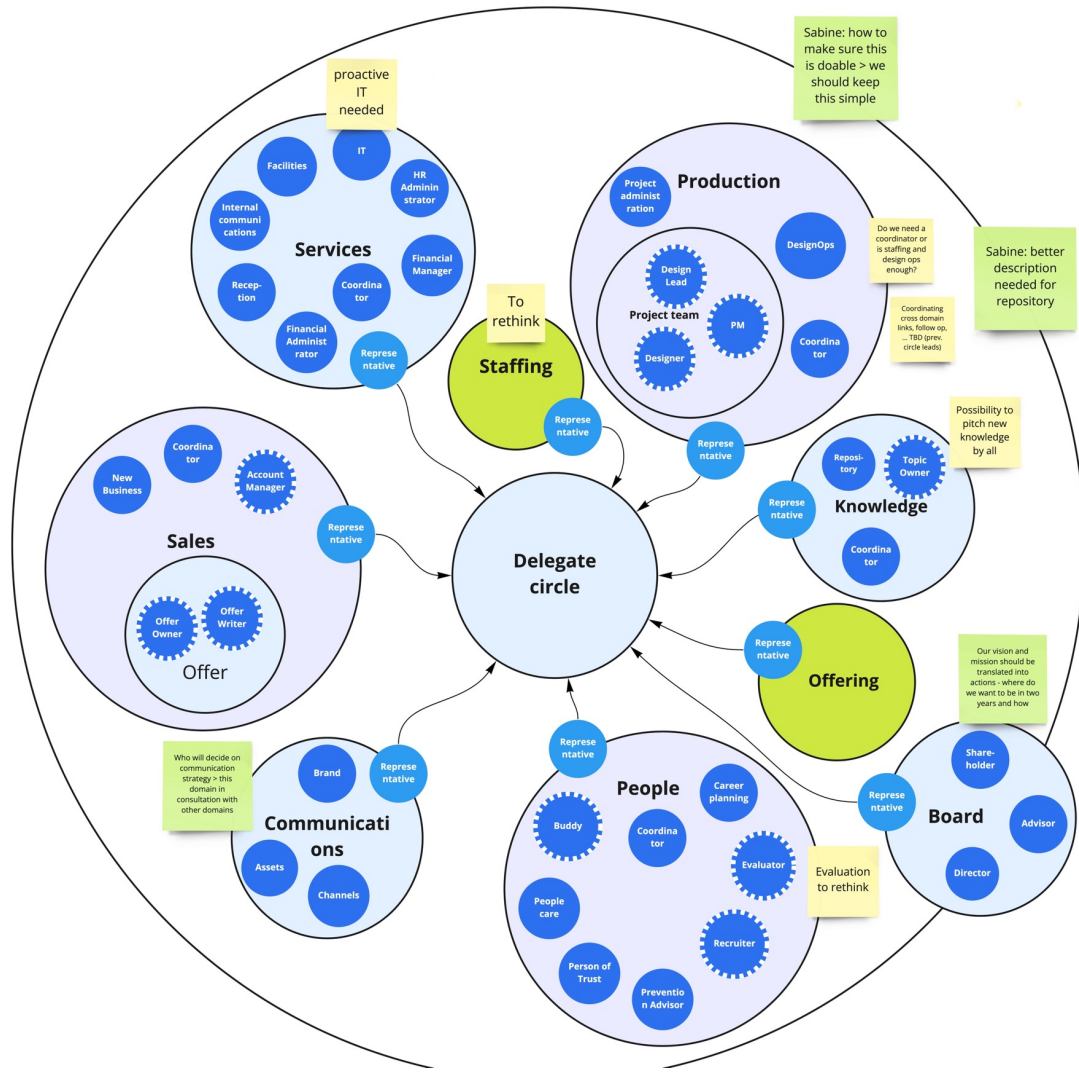 Sabine: how to
make sure this
is doable > we
should keep
this simple
proactive
IT
needed
IT
Facilities
HR
Adminin
strator
Internal
communi
cations
Services
Financial
Manager
Recep-
tion
Coordina
tor
Financial
Administ
rator
Represe
ntative
To
rethink
Staffing
Represe
ntative
Production
Project
administ
ration
DesignOps
Design
Lead
Project team
PM
Designer
Coordina
tor
Represe
ntative
Do we need a
coordinator or
is staffing and
design ops
enough?
Coordinating
cross domain
links, follow op,
... TBD (prev.
circle leads)
Sabine: better
description
needed for
repository
Possibility to
pitch new
knowledge
by all
Reposi-
tory
Topic
Owner
Knowledge
Represe
ntative
Coordina
tor
Coordina
tor
New
Business
Account
Manager
Sales
Represe
ntative
Offer
Owner
Offer
Writer
Offer
Delegate
circle
Represe
ntative
Offering
Our vision and
mission should be
translated into
actions - where do
we want to be in two
years and how
Share-
holder
Represe
ntative
Board
Advisor
Director
Who will decide on
communication
strategy > this
domain in
consultation with
other domains
Brand
Represe
ntative
Communicati
ons
Assets
Channels
Represe
ntative
People
Career
planning
Buddy
Coordina
tor
Evaluator
Evaluation
to rethink
People
care
Recruiter
Person of
Trust
Preventio
n Advisor